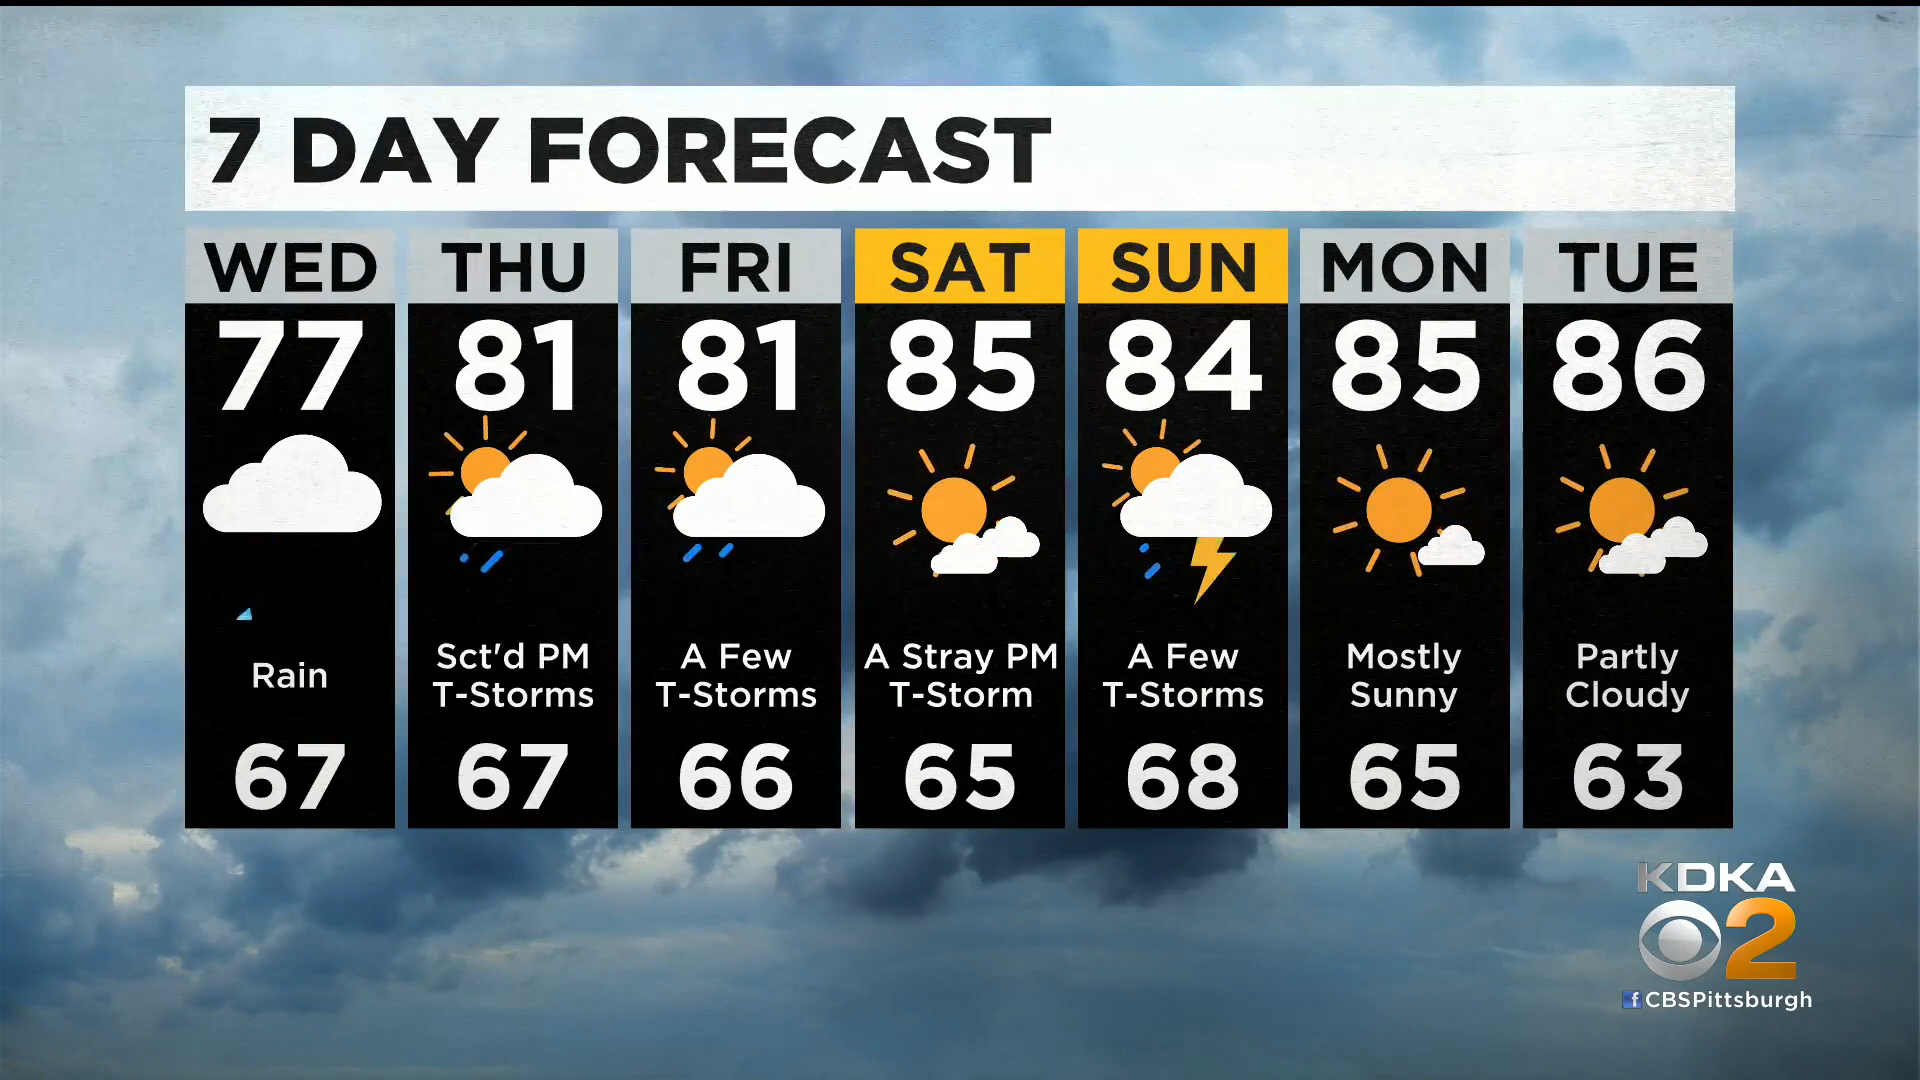 7 DAY FORECAST
WED THU FRI SAT SUN MON TUE
77 81 81 85 84 85 86
Rain
Sct'd PM
T-Storms
A Few
T-Storms
A Stray PM
T-Storm
A Few
T-Storms
Mostly
Sunny
Partly
Cloudy
67 67 66 65 68 65 63
KDKA
2
f CBSPittsburgh